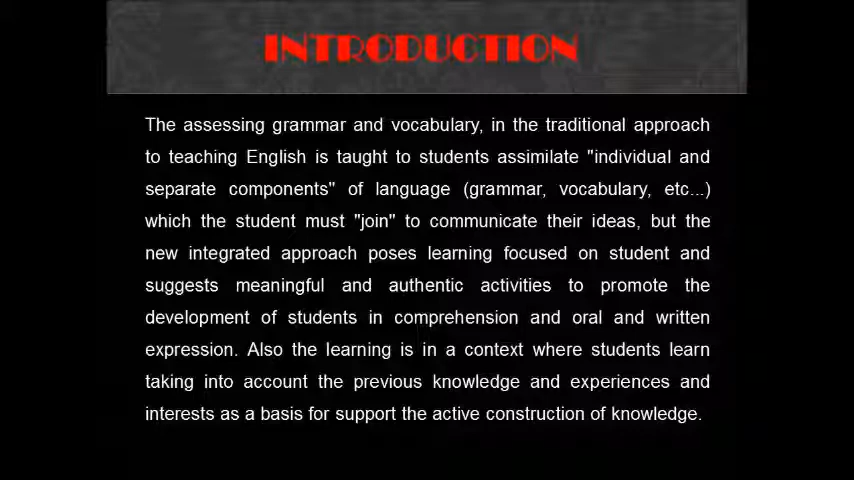 INTRODUCTION
The assessing grammar and vocabulary, in the traditional approach
to teaching English is taught to students assimilate "individual and
separate components" of language (grammar, vocabulary, etc...)
which the student must "join" to communicate their ideas, but the
new integrated approach poses learning focused on student and
suggests meaningful and authentic activities to promote the
development of students in comprehension and oral and written
expression. Also the learning is in a context where students learn
taking into account the previous knowledge and experiences and
interests as a basis for support the active construction of knowledge.